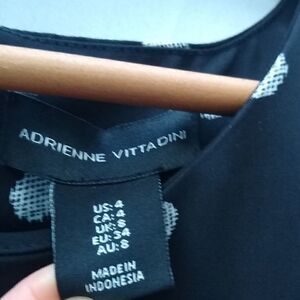 ADRIENNE VITTADINI
US: 4
CA: 4
UK: 8
EU: 34
AU: 8
MADE IN
INDONESIA